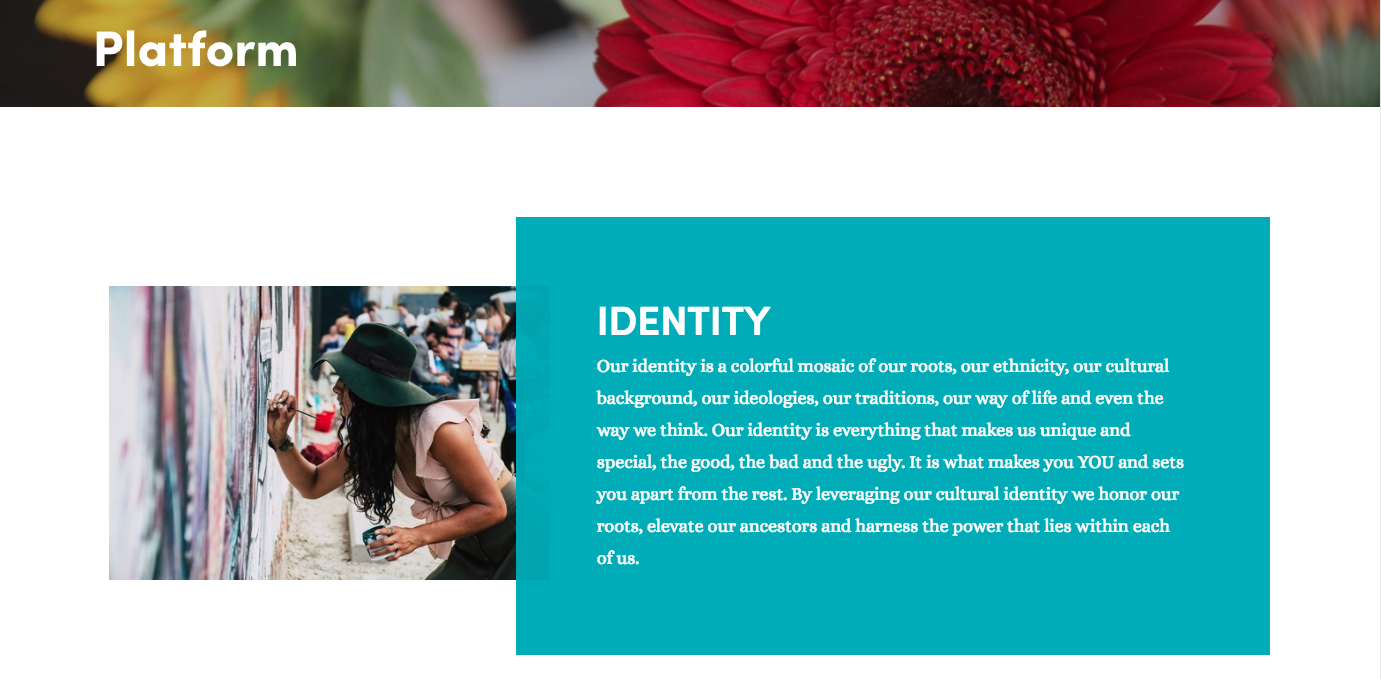 Platform
IDENTITY
Our identity is a colorful mosaic of our roots, our ethnicity, our cultural
background, our ideologies, our traditions, our way of life and even the
way we think. Our identity is everything that makes us unique and
special, the good, the bad and the ugly. It is what makes you YOU and sets
you apart from the rest. By leveraging our cultural identity we honor our
roots, elevate our ancestors and harness the power that lies within each
of us.